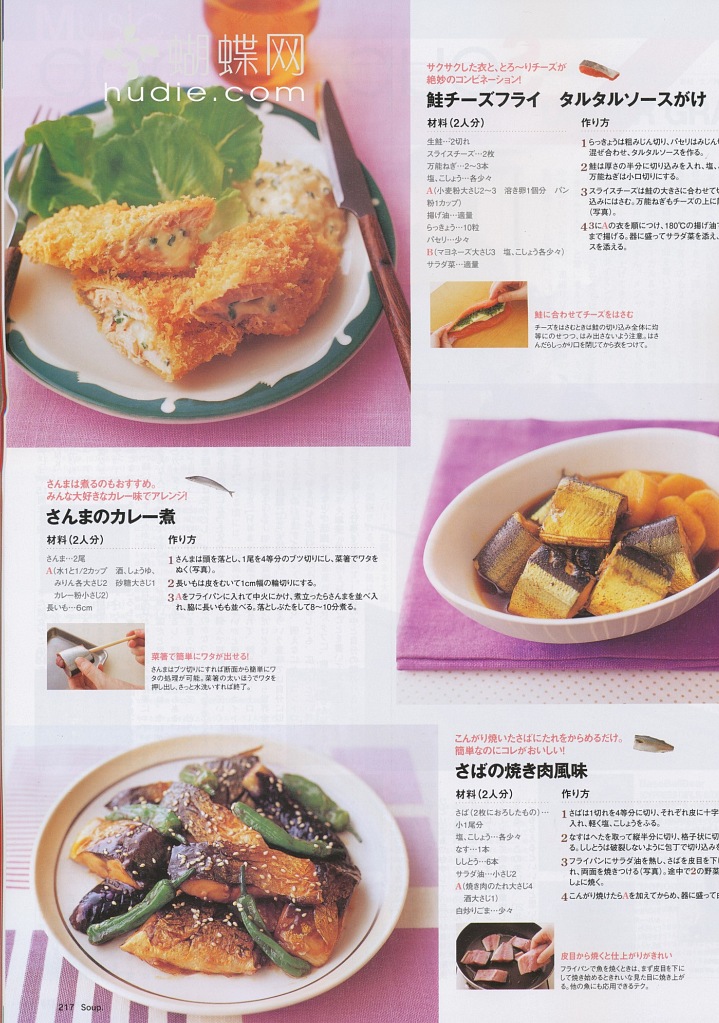 蝴蝶网
hudie.com
サクサクした衣と、とろ〜りチーズが
絶妙のコンビネーション!
鮭チーズフライ タルタルソースがけ
材料(2人分)
生鮭…2切れ
スライスチーズ…2枚
万能ねぎ…2〜3本
塩、こしょう…各少々
A(小麦粉大さじ2〜3 溶き卵1個分 パン
粉1カップ)
揚げ油…適量
らっきょう…10粒
パセリ…少々
B(マヨネーズ大さじ3 塩、こしょう各少々)
サラダ菜…適量
作り方
1 らっきょうは粗みじん切り、パセリはみじん
混ぜ合わせ、タルタルソースを作る。
2 鮭は厚さの半分に切り込みを入れ、塩、
万能ねぎは小口切りにする。
3 スライスチーズは鮭の大きさに合わせて
込みにはさむ。万能ねぎもチーズの上に
(写真)。
4 3にAの衣を順につけ、180℃の揚げ油
まで揚げる。器に盛ってサラダ菜を添え、
スを添える。
鮭に合わせてチーズをはさむ
チーズをはさむときは鮭の切り込み全体に均
等にのせつつ、はみ出さないよう注意。はさ
んだらしっかり口を閉じてから衣をつけて。
さんまは煮るのもおすすめ。
みんな大好きなカレー味でアレンジ!
さんまのカレー煮
材料(2人分)
さんま…2尾
A(水1と1/2カップ 酒、しょうゆ、
みりん各大さじ2 砂糖大さじ1
カレー粉小さじ2)
長いも…6cm
作り方
1 さんまは頭を落とし、1尾を4等分のブツ切りにし、菜箸でワタを
ぬく(写真)。
2 長いもは皮をむいて1cm幅の輪切りにする。
3 Aをフライパンに入れて中火にかけ、煮立ったらさんまを並べ入
れ、脇に長いもも並べる。落としぶたをして8〜10分煮る。
菜箸で簡単にワタが出せる!
さんまはブツ切りにすれば断面から簡単にワ
タの処理が可能。菜箸の太いほうでワタを
押し出し、さっと水洗いすれば終了。
こんがり焼いたさばにたれをからめるだけ。
簡単なのにコレがおいしい!
さばの焼き肉風味
材料(2人分)
さば(2枚におろしたもの)…
小1尾分
塩、こしょう…各少々
なす…1本
ししとう…6本
サラダ油…小さじ2
A(焼き肉のたれ大さじ4
酒大さじ1)
白炒りごま…少々
作り方
1 さばは1切れを4等分に切り、それぞれ皮に十字
入れ、軽く塩、こしょうをふる。
2 なすはへたを取って縦半分に切り、格子状に切
る。ししとうは破裂しないように包丁で切り込みを
3 フライパンにサラダ油を熱し、さばを皮目を下
れ、両面を焼きつける(写真)。途中で2の野菜
しょに焼く。
4 こんがり焼けたらAを加えてからめ、器に盛って
皮目から焼くと仕上がりがきれい
フライパンで魚を焼くときは、まず皮目を下に
して焼き始めるときれいな見た目に焼き上が
る。他の魚にも応用できるテク。
217 Soup.